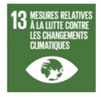 13 MESURES RELATIVES
À LA LUTTE CONTRE
LES CHANGEMENTS
CLIMATIQUES